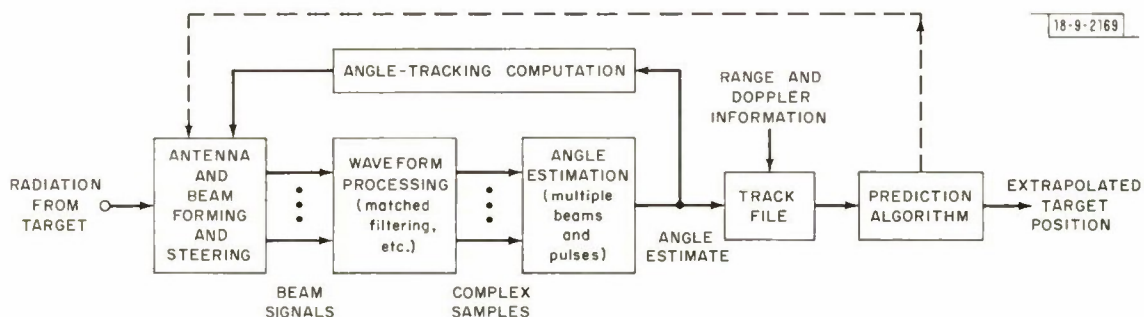 18-9-2169
ANGLE-TRACKING COMPUTATION
RANGE AND
DOPPLER
INFORMATION
RADIATION
FROM
TARGET
ANTENNA
AND
BEAM
FORMING
AND
STEERING
WAVEFORM
PROCESSING
(matched
filtering,
etc.)
ANGLE
ESTIMATION
(multiple
beams
and
pulses)
TRACK
FILE
PREDICTION
ALGORITHM
EXTRAPOLATED
TARGET
POSITION
BEAM
SIGNALS
COMPLEX
SAMPLES
ANGLE
ESTIMATE